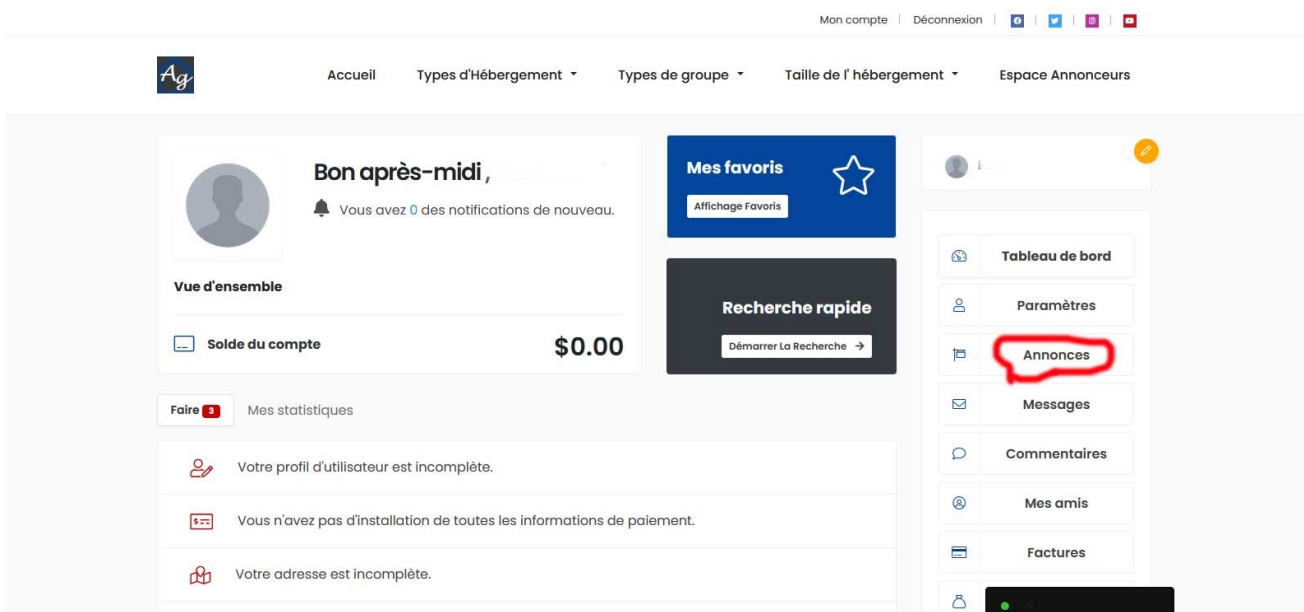 Mon compte
Déconnexion
Ag
Accueil
Types d'Hébergement
Types de groupe
Taille de l' hébergement
Espace Annonceurs
Bon après-midi ,
Vous avez 0 des notifications de nouveau.
Vue d'ensemble
Solde du compte
$0.00
Mes favoris
Affichage Favoris
Recherche rapide
Démarrer La Recherche →
Faire 3
Mes statistiques
Votre profil d'utilisateur est incomplète.
Vous n'avez pas d'installation de toutes les informations de paiement.
Votre adresse est incomplète.
Tableau de bord
Paramètres
Annonces
Messages
Commentaires
Mes amis
Factures